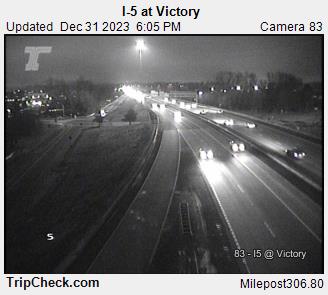 I-5 at Victory
Updated Dec 31 2023 6:05 PM Camera 83
T
S
83 - I5 @ Victory
TripCheck.com Milepost306.80